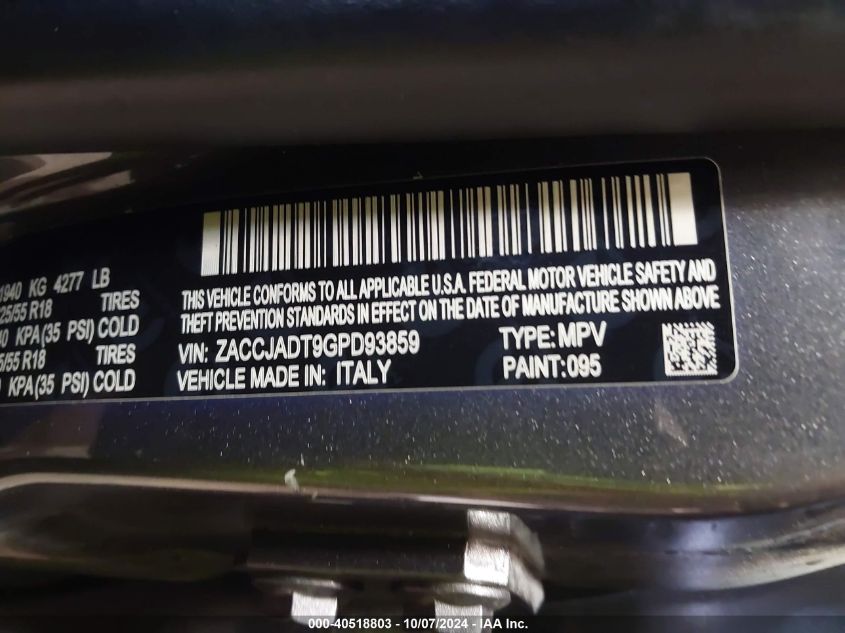 1940 KG 4277 LB
25/55 R18 TIRES
KPA(35 PSI) COLD
/55 R18 TIRES
KPA(35 PSI) COLD
THIS VEHICLE CONFORMS TO ALL APPLICABLE U.S.A. FEDERAL MOTOR VEHICLE SAFETY AND
THEFT PREVENTION STANDARDS IN EFFECT ON THE DATE OF MANUFACTURE SHOWN ABOVE
VIN: ZACCJADT9GPD93859 TYPE: MPV
VEHICLE MADE IN: ITALY PAINT: 095
000-40518803 / 10/07/2024 - IAA Inc.